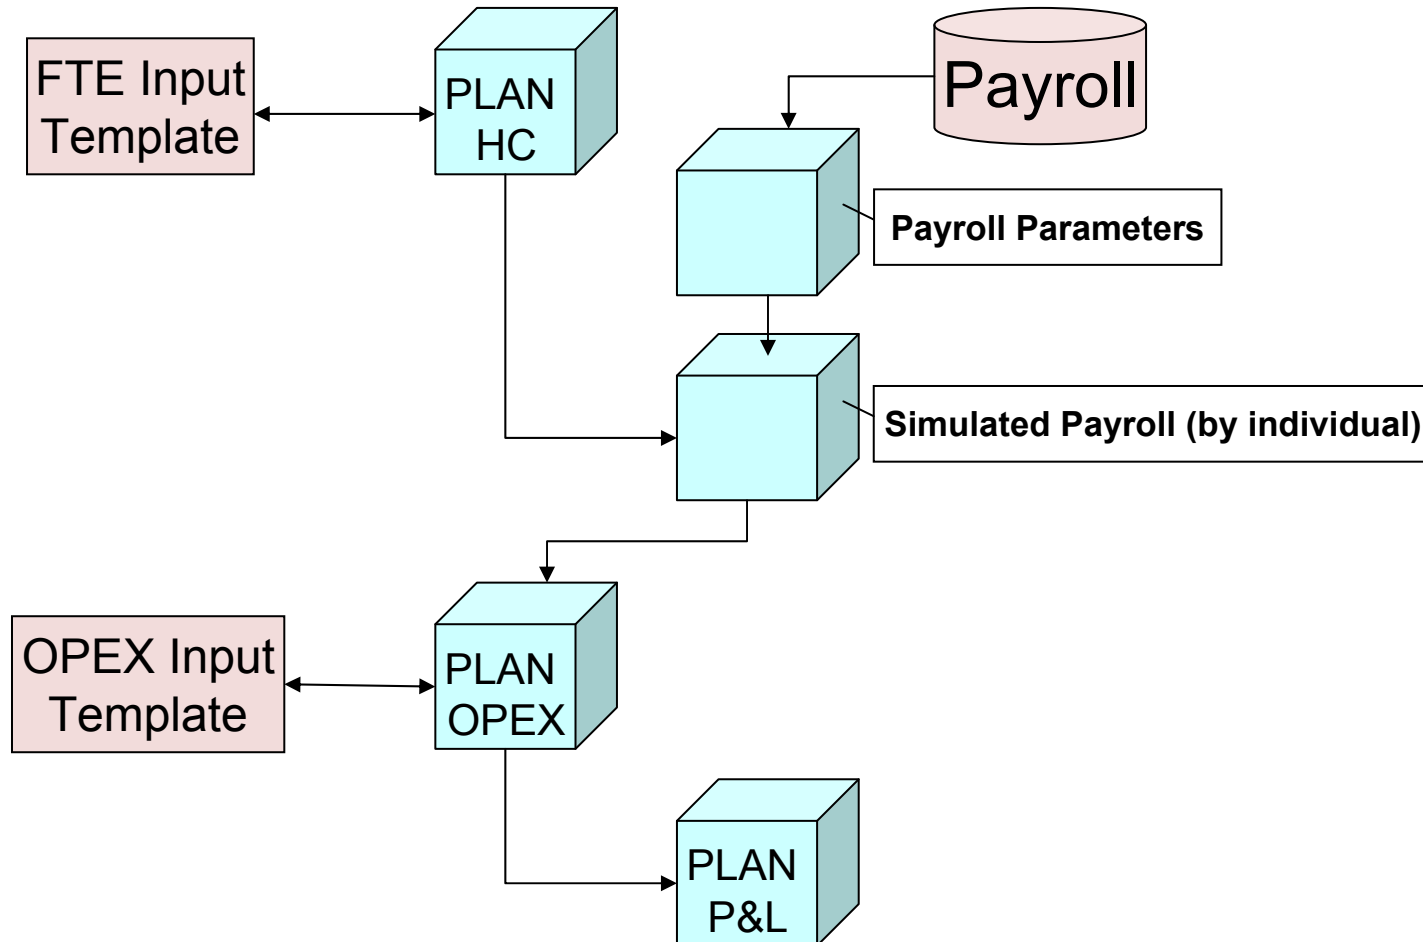 FTE Input
Template
PLAN
HC
Payroll
Payroll Parameters
Simulated Payroll (by individual)
OPEX Input
Template
PLAN
OPEX
PLAN
P&L